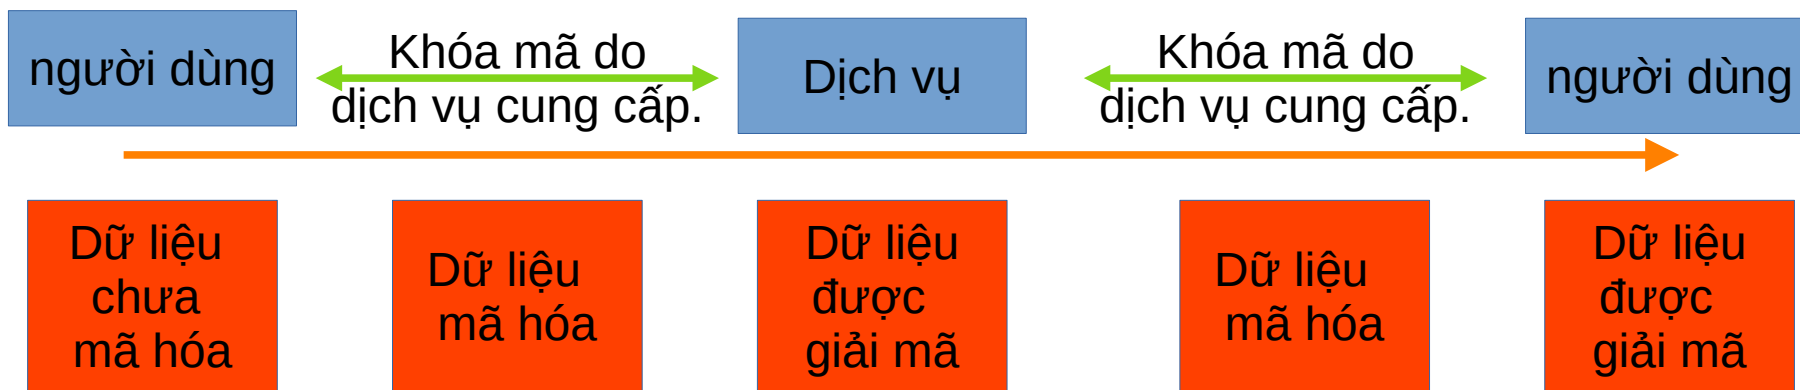 người dùng
Khóa mã do
dịch vụ cung cấp.
Dịch vụ
Khóa mã do
dịch vụ cung cấp.
người dùng
Dữ liệu
chưa
mã hóa
Dữ liệu
mã hóa
Dữ liệu
được
giải mã
Dữ liệu
mã hóa
Dữ liệu
được
giải mã